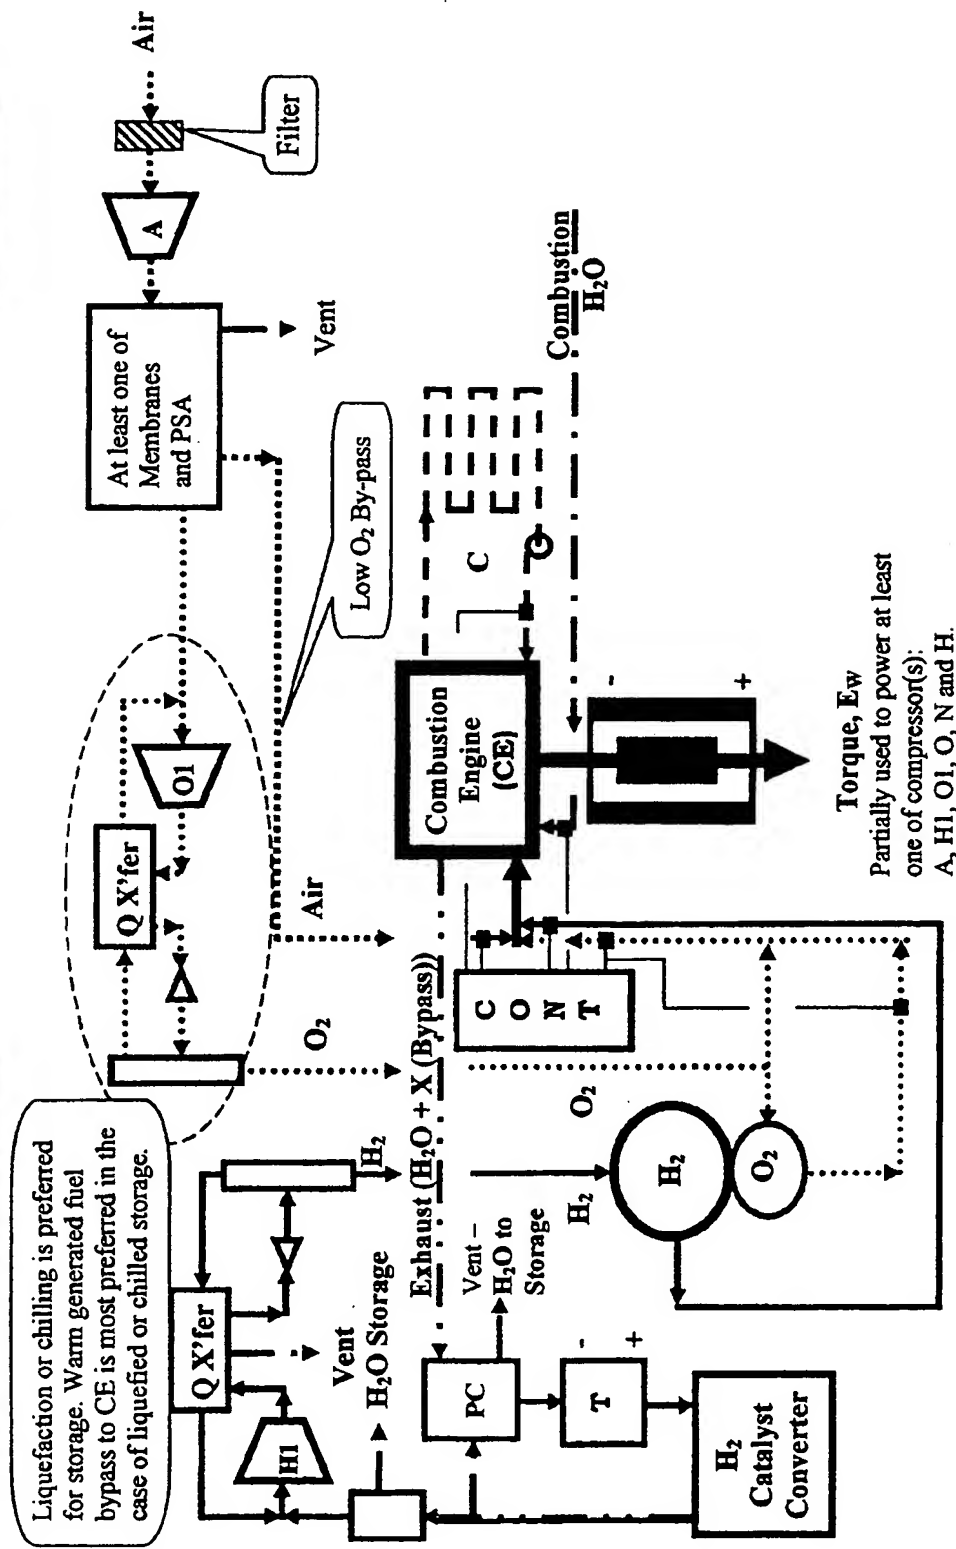 Liquefaction or chilling is preferred
for storage. Warm generated fuel
bypass to CE is most preferred in the
case of liquefied or chilled storage.
Q X'fer
H1
Vent
H₂O Storage
H₂
Q X'fer
O1
O₂
At least one of
Membranes
and PSA
Vent
A
Filter
Air
Low O₂ By-pass
Air
Exhaust (H₂O + X (Bypass))
Vent –
H₂O to
Storage
PC
T
-
+
H₂
Catalyst
Converter
H₂
H₂
O₂
O₂
C
O
N
T
Combustion
Engine
(CE)
C
Combustion
H₂O
-
+
Torque, Ew
Partially used to power at least
one of compressor(s):
A, H1, O1, O, N and H.